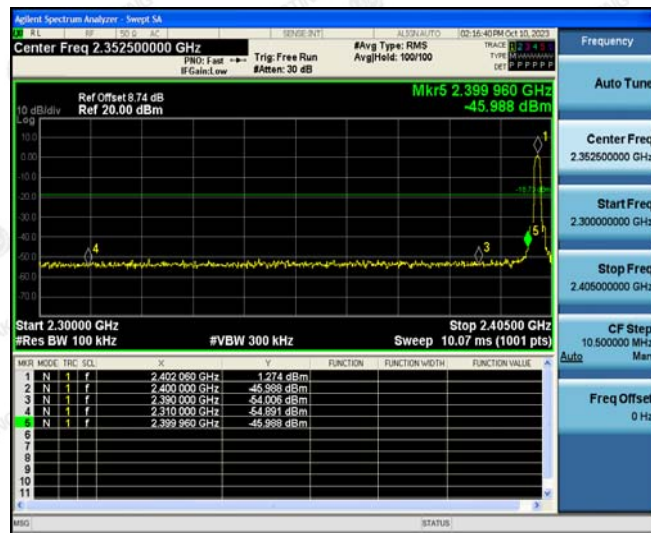 Agilent Spectrum Analyzer - Swept SA
RL RF 50 Ω AC SENSE:INT ALIGN AUTO 02:16:40 PM Oct 10, 2023
Center Freq 2.352500000 GHz
PNO: Fast
IFGain:Low
Trig: Free Run
#Atten: 30 dB
#Avg Type: RMS
Avg|Hold: 100/100
TRACE 1 2 3 4 5 6
TYPE
DET P P P P P P
Frequency
Auto Tune
Center Freq
2.352500000 GHz
Start Freq
2.300000000 GHz
Stop Freq
2.405000000 GHz
CF Step
10.500000 MHz
Auto Man
Freq Offset
0 Hz
Mkr5 2.399 960 GHz
-45.988 dBm
Ref Offset 8.74 dB
10 dB/div Ref 20.00 dBm
Log
10.0
0.00
-10.0
-20.0
-30.0
-40.0
-50.0
-60.0
-70.0
1
5
3
4
Start 2.30000 GHz Stop 2.40500 GHz
#Res BW 100 kHz #VBW 300 kHz Sweep 10.07 ms (1001 pts)
MKR MODE TRC SCL X Y FUNCTION FUNCTION WIDTH FUNCTION VALUE
1 N 1 f 2.402 060 GHz 1.274 dBm
2 N 1 f 2.400 000 GHz -45.988 dBm
3 N 1 f 2.390 000 GHz -54.006 dBm
4 N 1 f 2.310 000 GHz -54.891 dBm
5 N 1 f 2.399 960 GHz -45.988 dBm
6
7
8
9
10
11
MSG STATUS